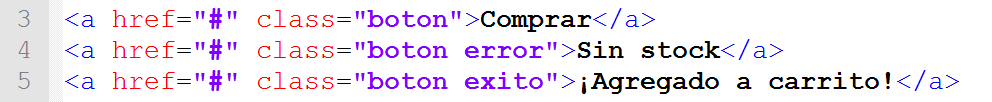 3 <a href="#" class="boton">Comprar</a>
4 <a href="#" class="boton error">Sin stock</a>
5 <a href="#" class="boton exito">¡Agregado a carrito!</a>